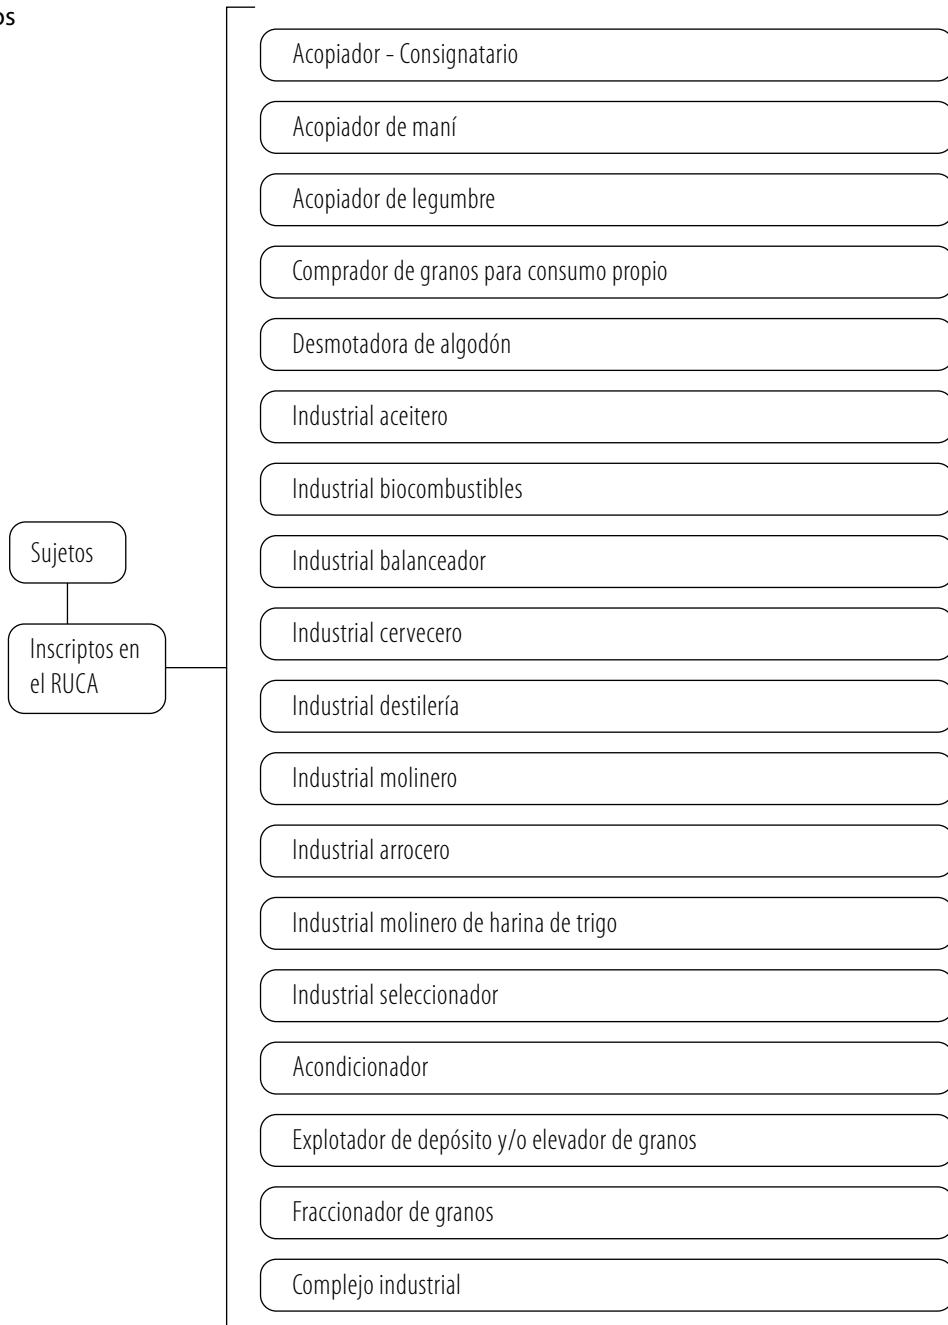 os
Acopiador - Consignatario
Acopiador de maní
Acopiador de legumbre
Comprador de granos para consumo propio
Desmotadora de algodón
Industrial aceitero
Industrial biocombustibles
Sujetos
Industrial balanceador
Industrial cervecero
Inscriptos en
el RUCA
Industrial destilería
Industrial molinero
Industrial arrocero
Industrial molinero de harina de trigo
Industrial seleccionador
Acondicionador
Explotador de depósito y/o elevador de granos
Fraccionador de granos
Complejo industrial